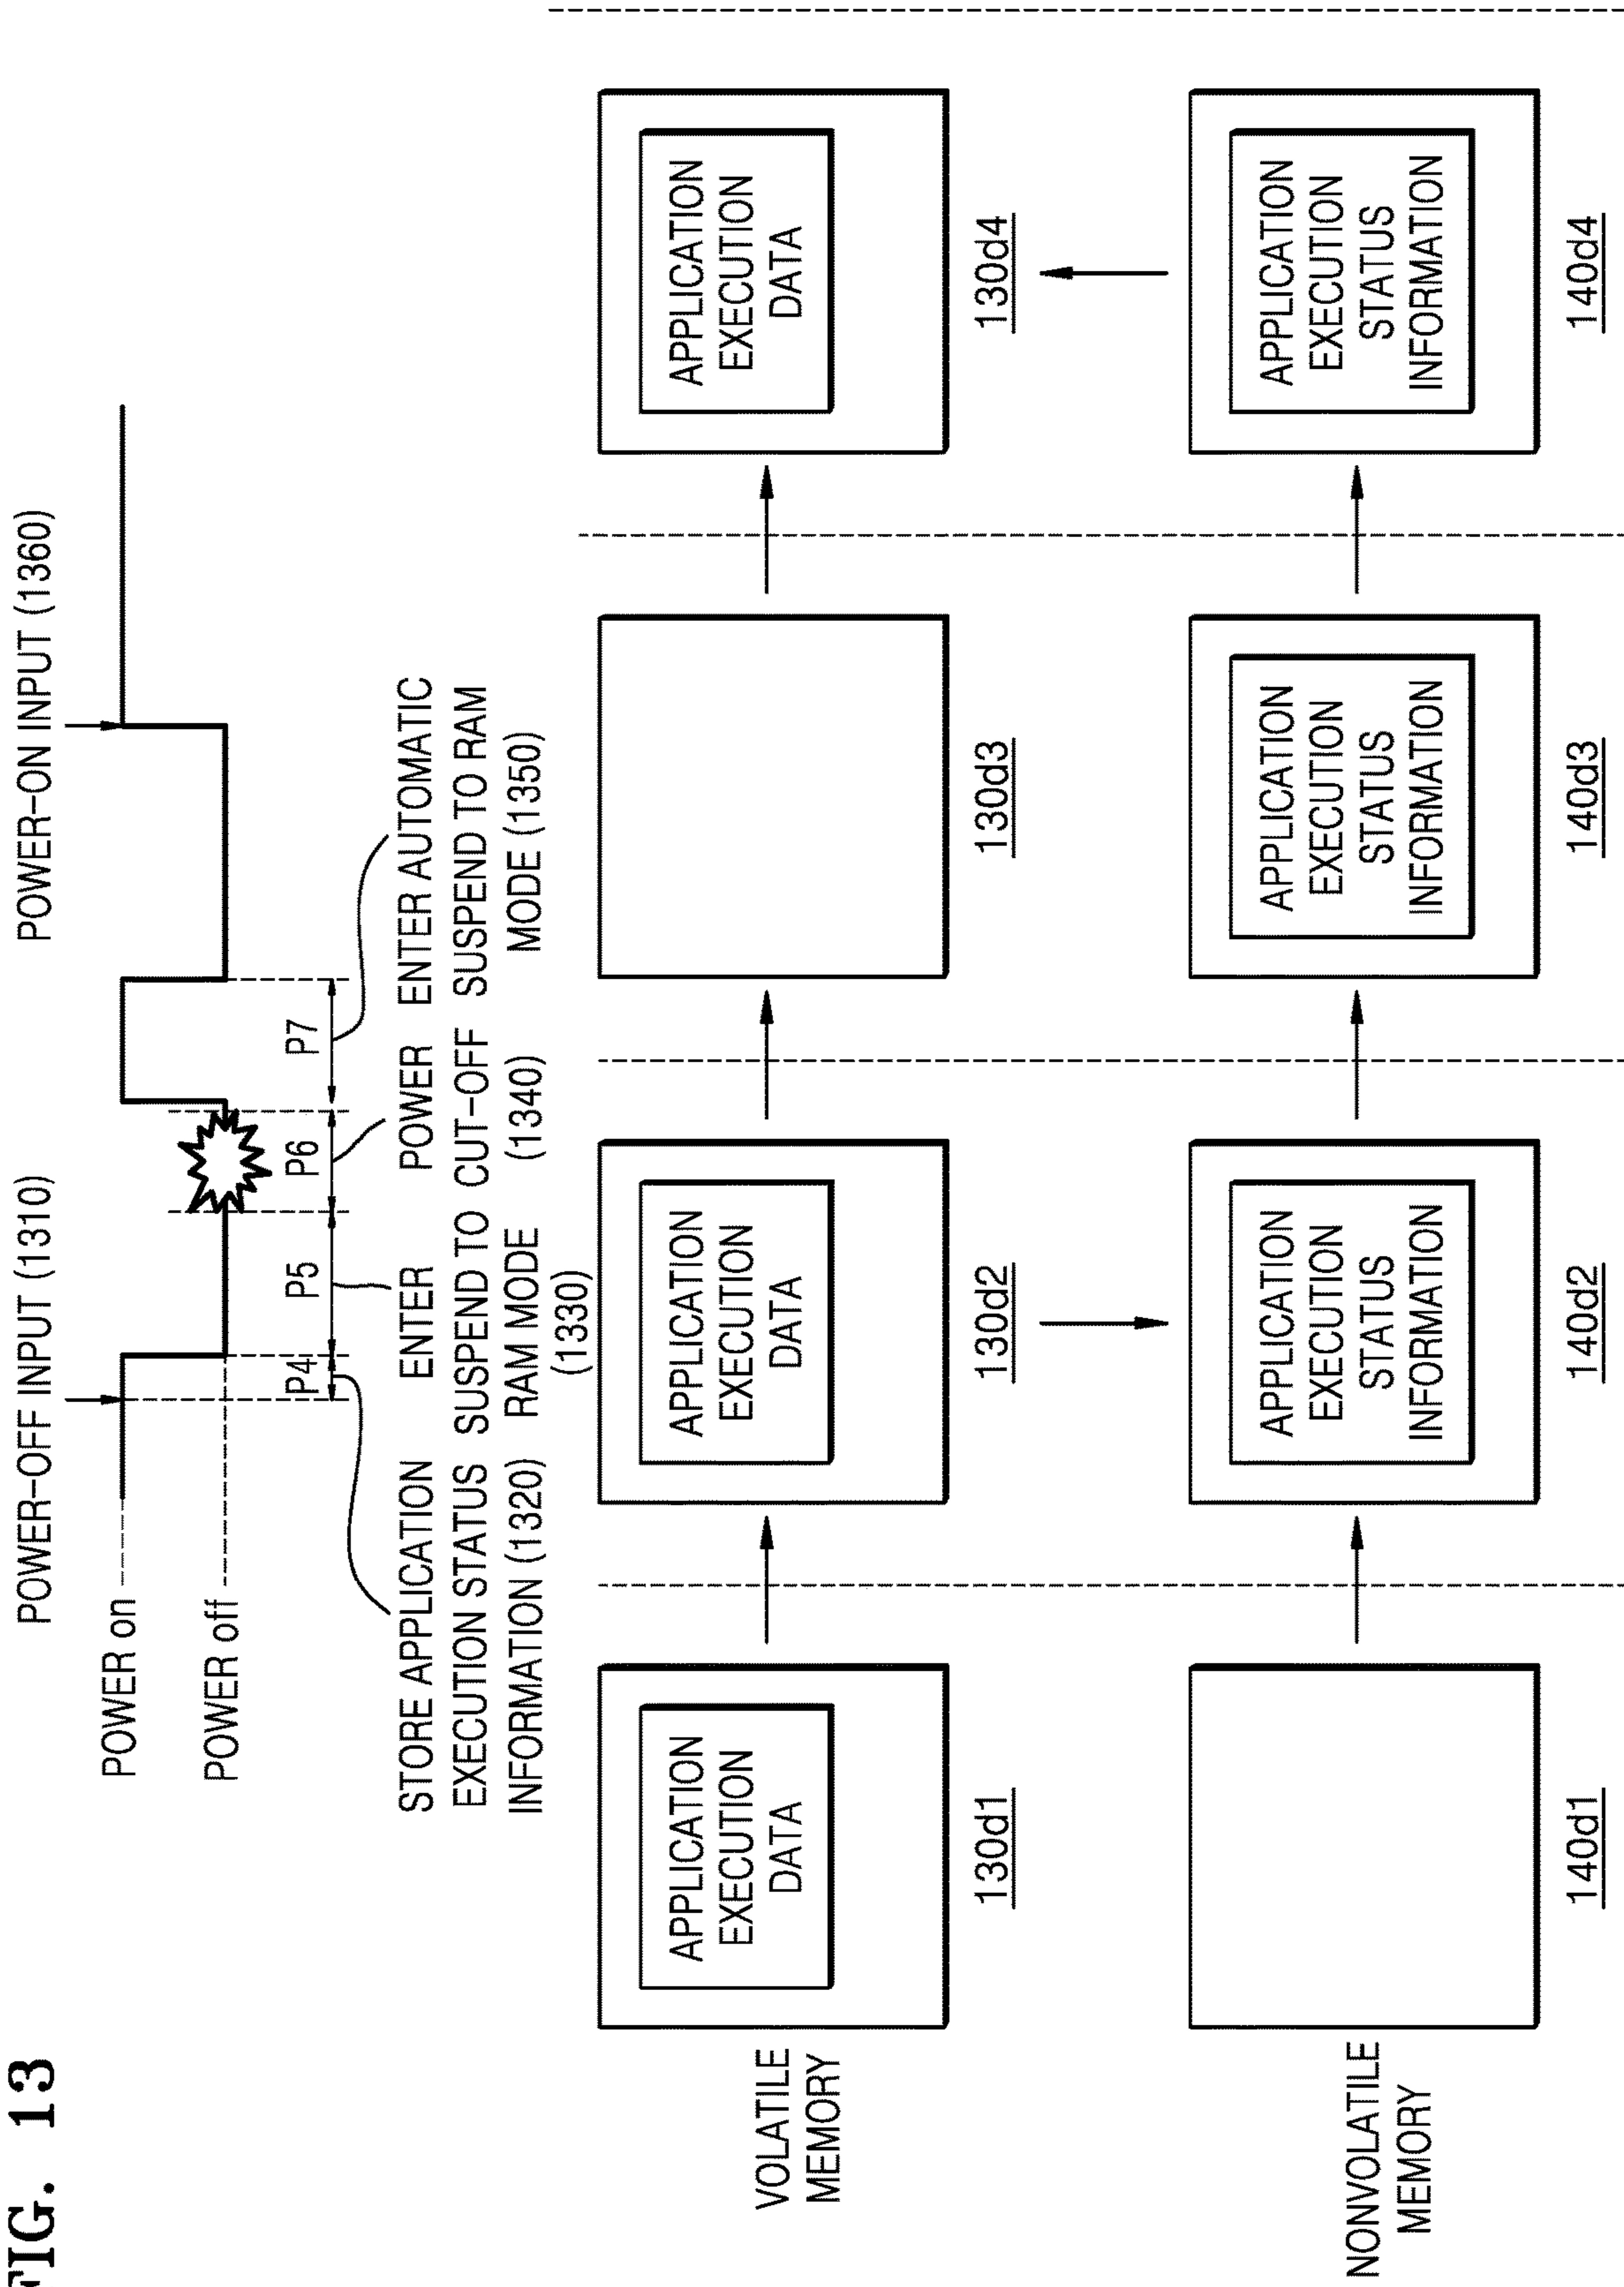 FIG. 13
POWER-OFF INPUT (1310)
POWER-ON INPUT (1360)
POWER on
POWER off
P4
P5
P6
P7
STORE APPLICATION
EXECUTION STATUS
INFORMATION (1320)
ENTER
SUSPEND TO
RAM MODE
(1330)
POWER
CUT-OFF
(1340)
ENTER AUTOMATIC
SUSPEND TO RAM
MODE (1350)
VOLATILE
MEMORY
APPLICATION
EXECUTION
DATA
130d1
APPLICATION
EXECUTION
DATA
130d2
130d3
APPLICATION
EXECUTION
DATA
130d4
NONVOLATILE
MEMORY
140d1
APPLICATION
EXECUTION
STATUS
INFORMATION
140d2
APPLICATION
EXECUTION
STATUS
INFORMATION
140d3
APPLICATION
EXECUTION
STATUS
INFORMATION
140d4